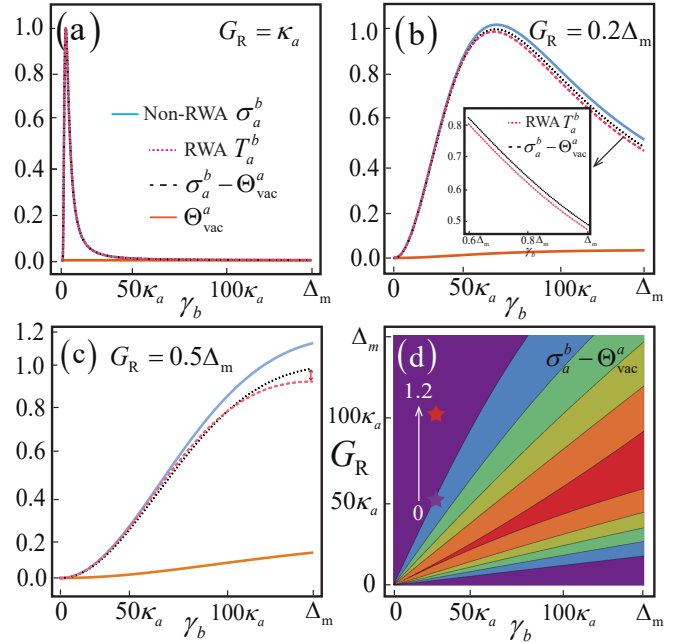 (a)
G_R = κ_a
1.0
0.8
0.6
0.4
0.2
0.0
Non-RWA σ_a^b
RWA T_a^b
σ_a^b − Θ_vac^a
Θ_vac^a
0 50κ_a 100κ_a Δ_m
γ_b
(b)
G_R = 0.2Δ_m
1.0
0.8
0.6
0.4
0.2
0.0
RWA T_a^b
σ_a^b − Θ_vac^a
0.8
0.7
0.6
0.5
0.6Δ_m 0.8Δ_m Δ_m
γ_b
0 50κ_a 100κ_a Δ_m
γ_b
(c)
G_R = 0.5Δ_m
1.2
1.0
0.8
0.6
0.4
0.2
0.0
0 50κ_a 100κ_a Δ_m
γ_b
(d)
σ_a^b − Θ_vac^a
1.2
0
Δ_m
100κ_a
G_R
50κ_a
0
0 50κ_a 100κ_a Δ_m
γ_b